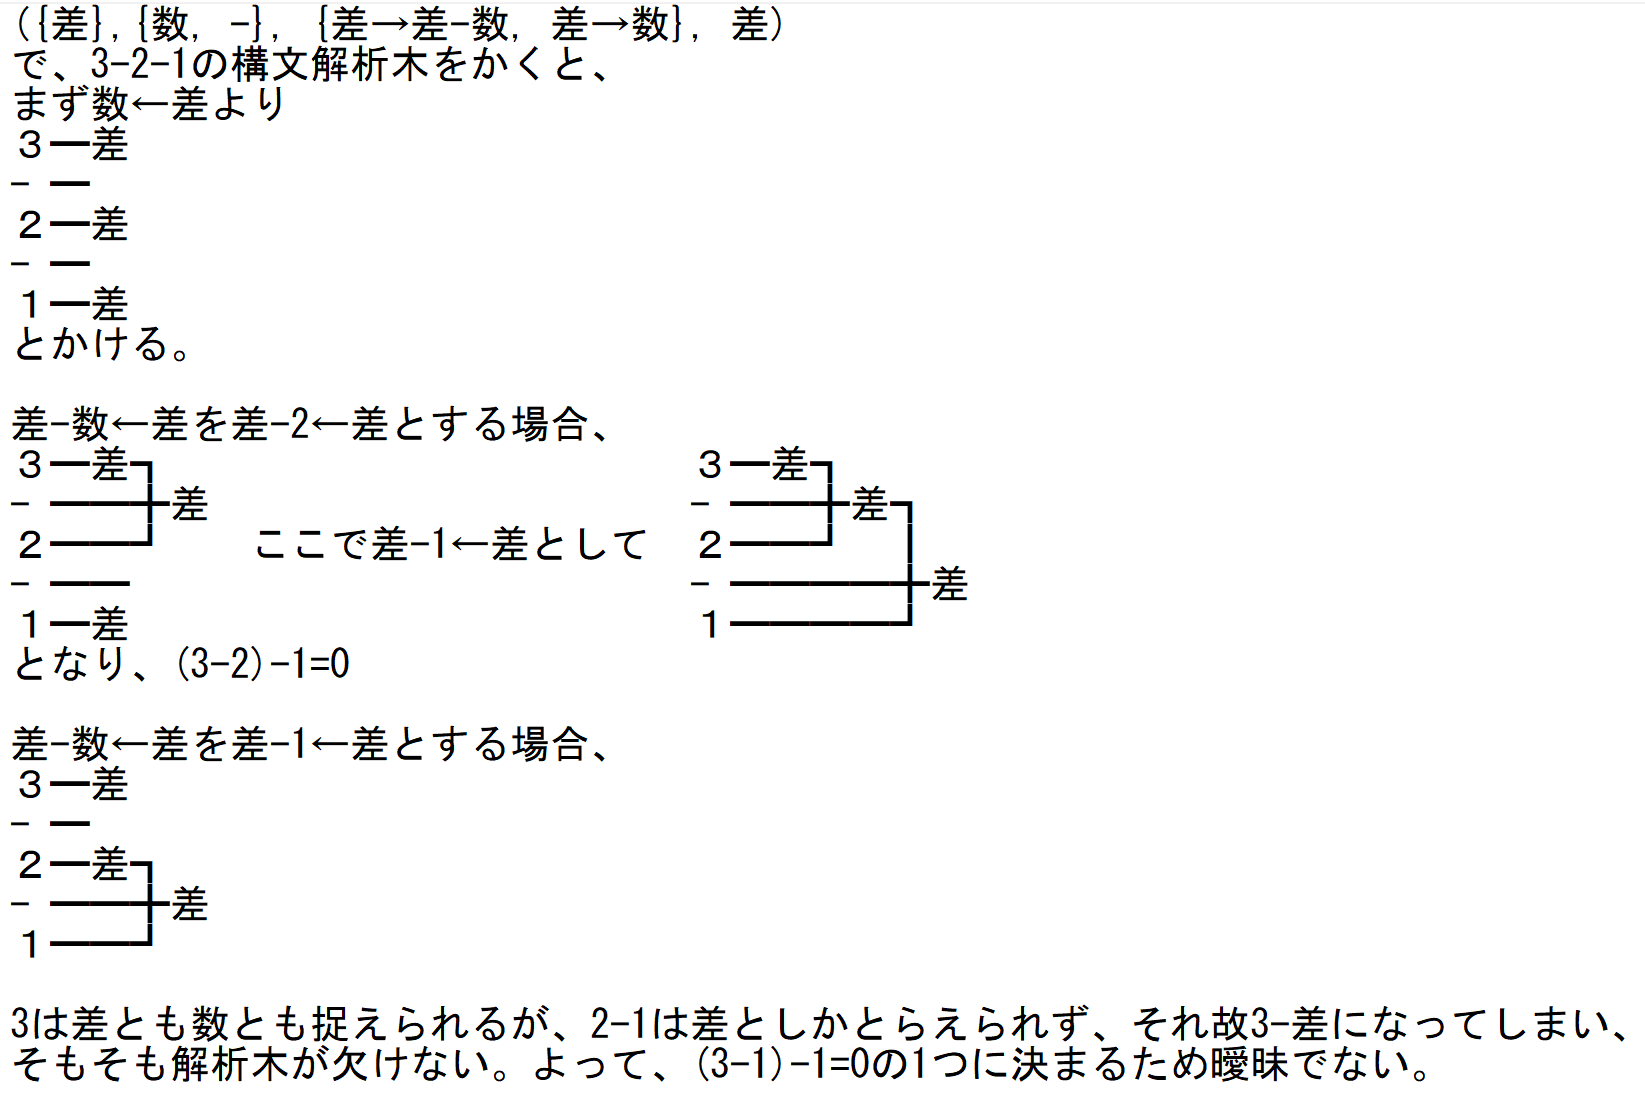 ({差},{数, -}, {差→差-数, 差→数}, 差)
で、3-2-1の構文解析木をかくと、
まず数←差より
３━差
- ━
２━差
- ━
１━差
とかける。
差-数←差を差-2←差とする場合、
３━差┓ ３━差┓
- ━━╋差 - ━━╋差┓
２━━┛ ここで差-1←差として ２━━┛ ┃
- ━━ - ━━━━╋差
１━差 １━━━━┛
となり、(3-2)-1=0
差-数←差を差-1←差とする場合、
３━差
- ━
２━差┓
- ━━╋差
１━━┛
3は差とも数とも捉えられるが、2-1は差としかとらえられず、それ故3-差になってしまい、
そもそも解析木が欠けない。よって、(3-1)-1=0の1つに決まるため曖昧でない。